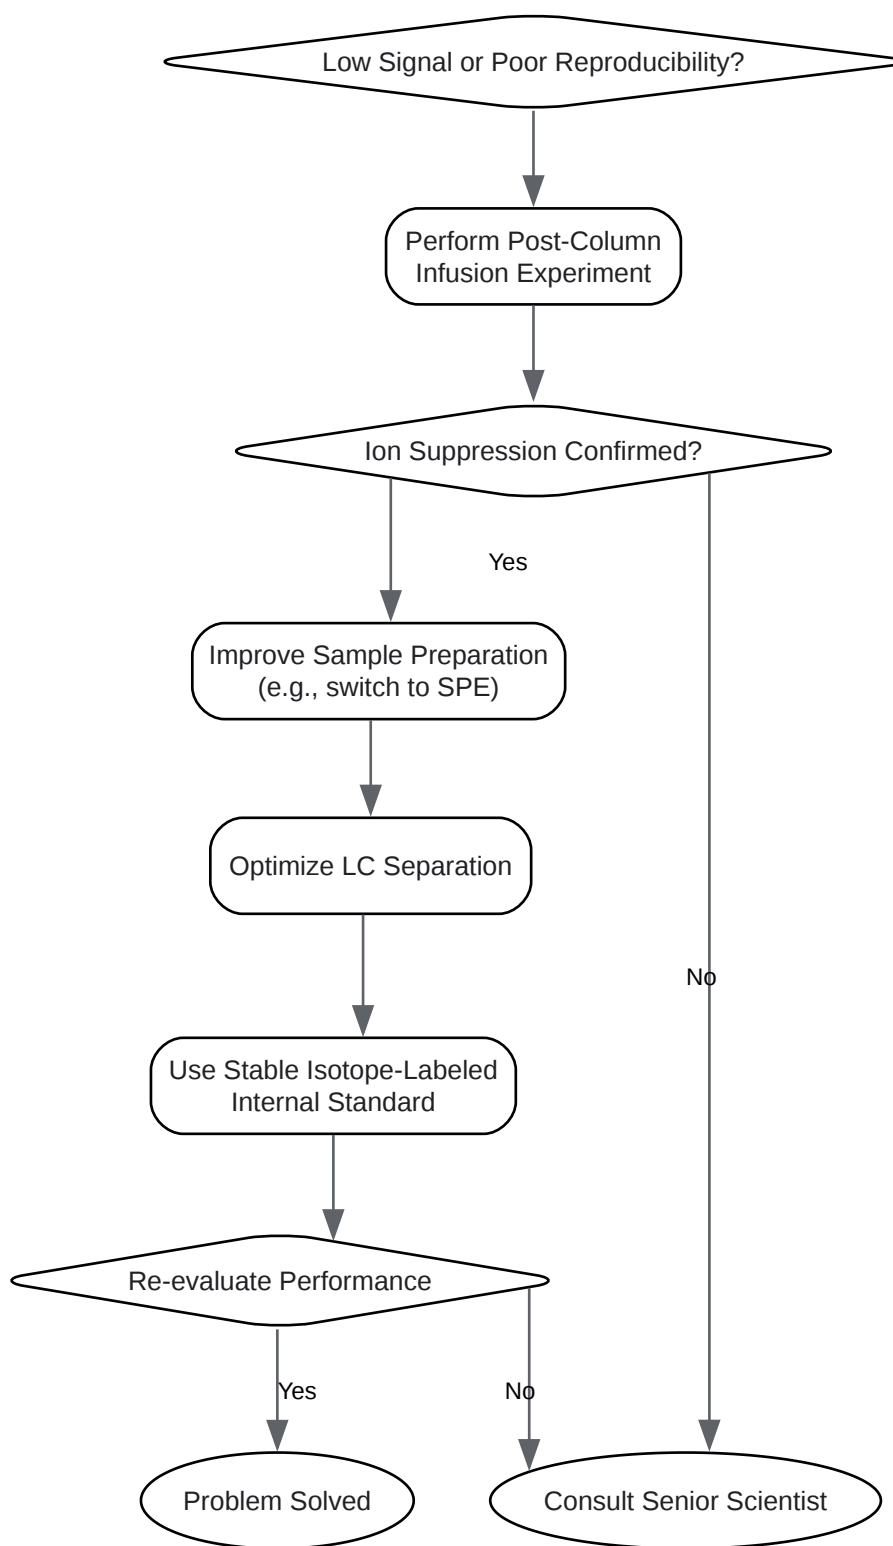 Low Signal or Poor Reproducibility?
Perform Post-Column
Infusion Experiment
Ion Suppression Confirmed?
Yes
Improve Sample Preparation
(e.g., switch to SPE)
Optimize LC Separation
No
Use Stable Isotope-Labeled
Internal Standard
Re-evaluate Performance
Yes
No
Problem Solved
Consult Senior Scientist